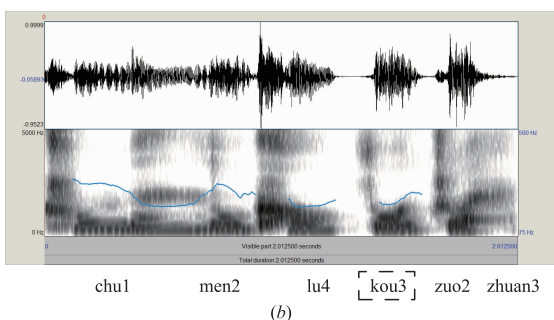 0
0.9999
-0.05893
-0.9523
5000 Hz
500 Hz
0 Hz
75 Hz
0
Visible part 2.012500 seconds
2.012500
Total duration 2.012500 seconds
chu1 men2 lu4 kou3 zuo2 zhuan3
(b)